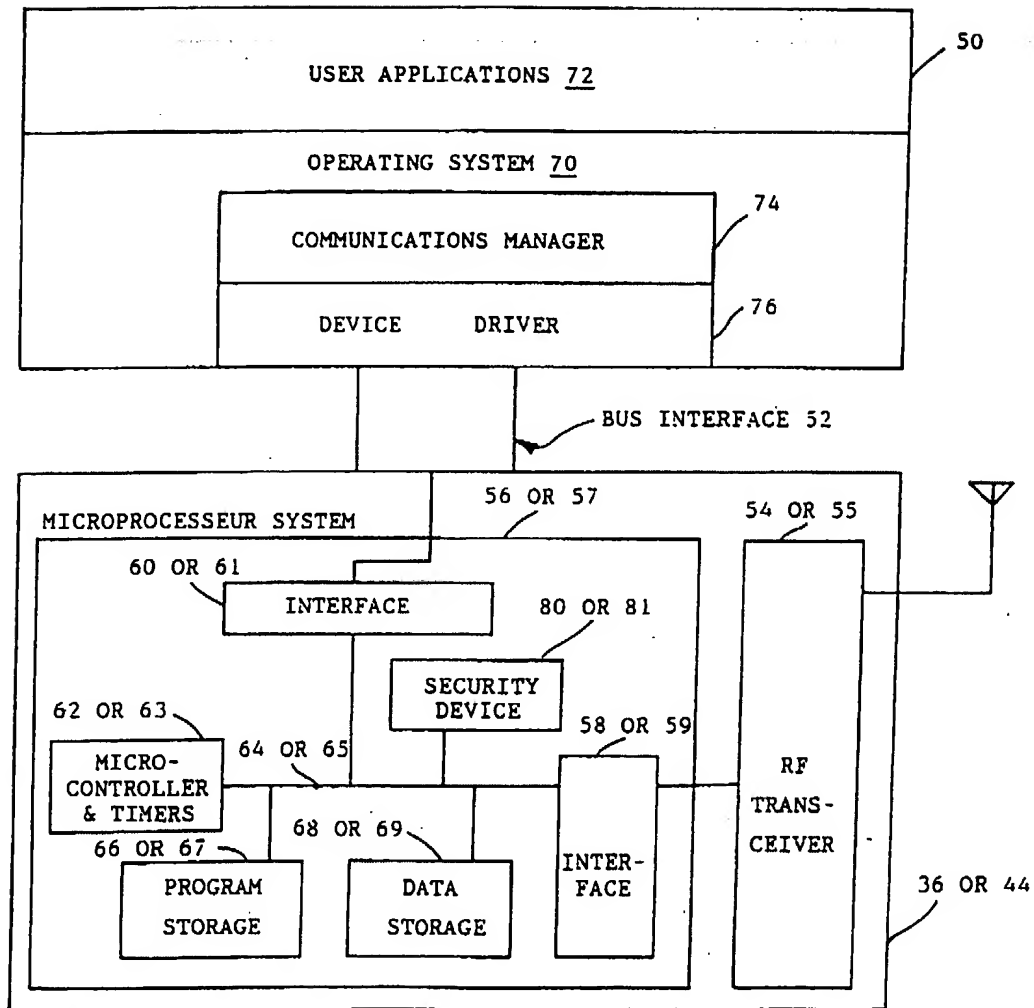 50
USER APPLICATIONS 72
OPERATING SYSTEM 70
74
COMMUNICATIONS MANAGER
76
DEVICE DRIVER
BUS INTERFACE 52
56 OR 57
54 OR 55
MICROPROCESSEUR SYSTEM
60 OR 61
INTERFACE
80 OR 81
SECURITY
DEVICE
62 OR 63
58 OR 59
64 OR 65
MICRO-
CONTROLLER
& TIMERS
RF
TRANS-
CEIVER
68 OR 69
66 OR 67
INTER-
FACE
PROGRAM
STORAGE
DATA
STORAGE
36 OR 44